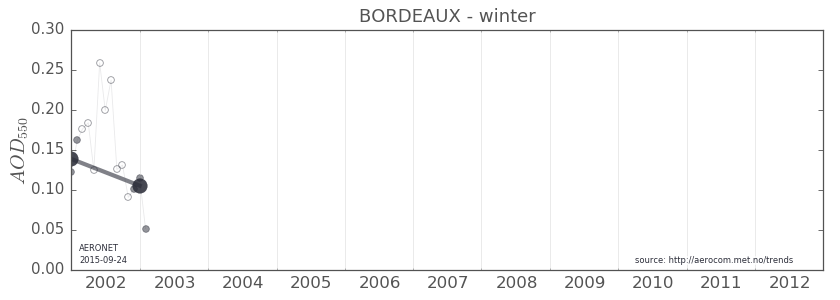 BORDEAUX - winter
0.30
0.25
0.20
0.15
0.10
0.05
0.00
AOD550
AERONET
2015-09-24
source: http://aerocom.met.no/trends
2002 2003 2004 2005 2006 2007 2008 2009 2010 2011 2012